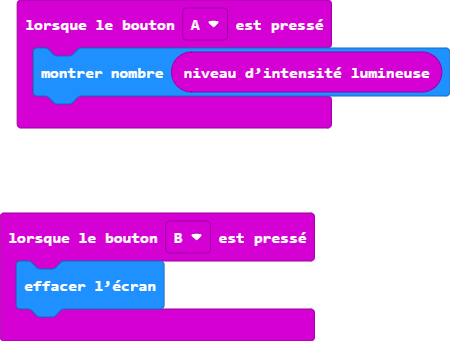 lorsque le bouton A est pressé
montrer nombre niveau d'intensité lumineuse
lorsque le bouton B est pressé
effacer l'écran